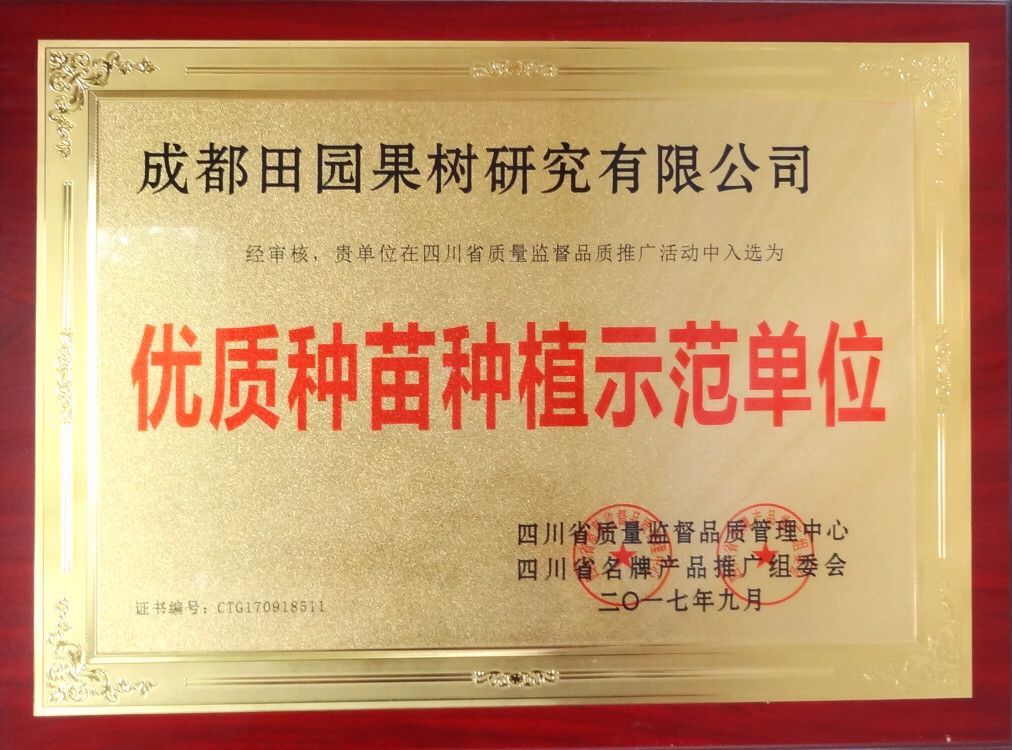 成都田园果树研究有限公司
经审核，贵单位在四川省质量监督品质推广活动中入选为
优质种苗种植示范单位
四川省质量监督品质管理中心
四川省名牌产品推广组委会
二〇一七年九月
证书编号：CTG170918511